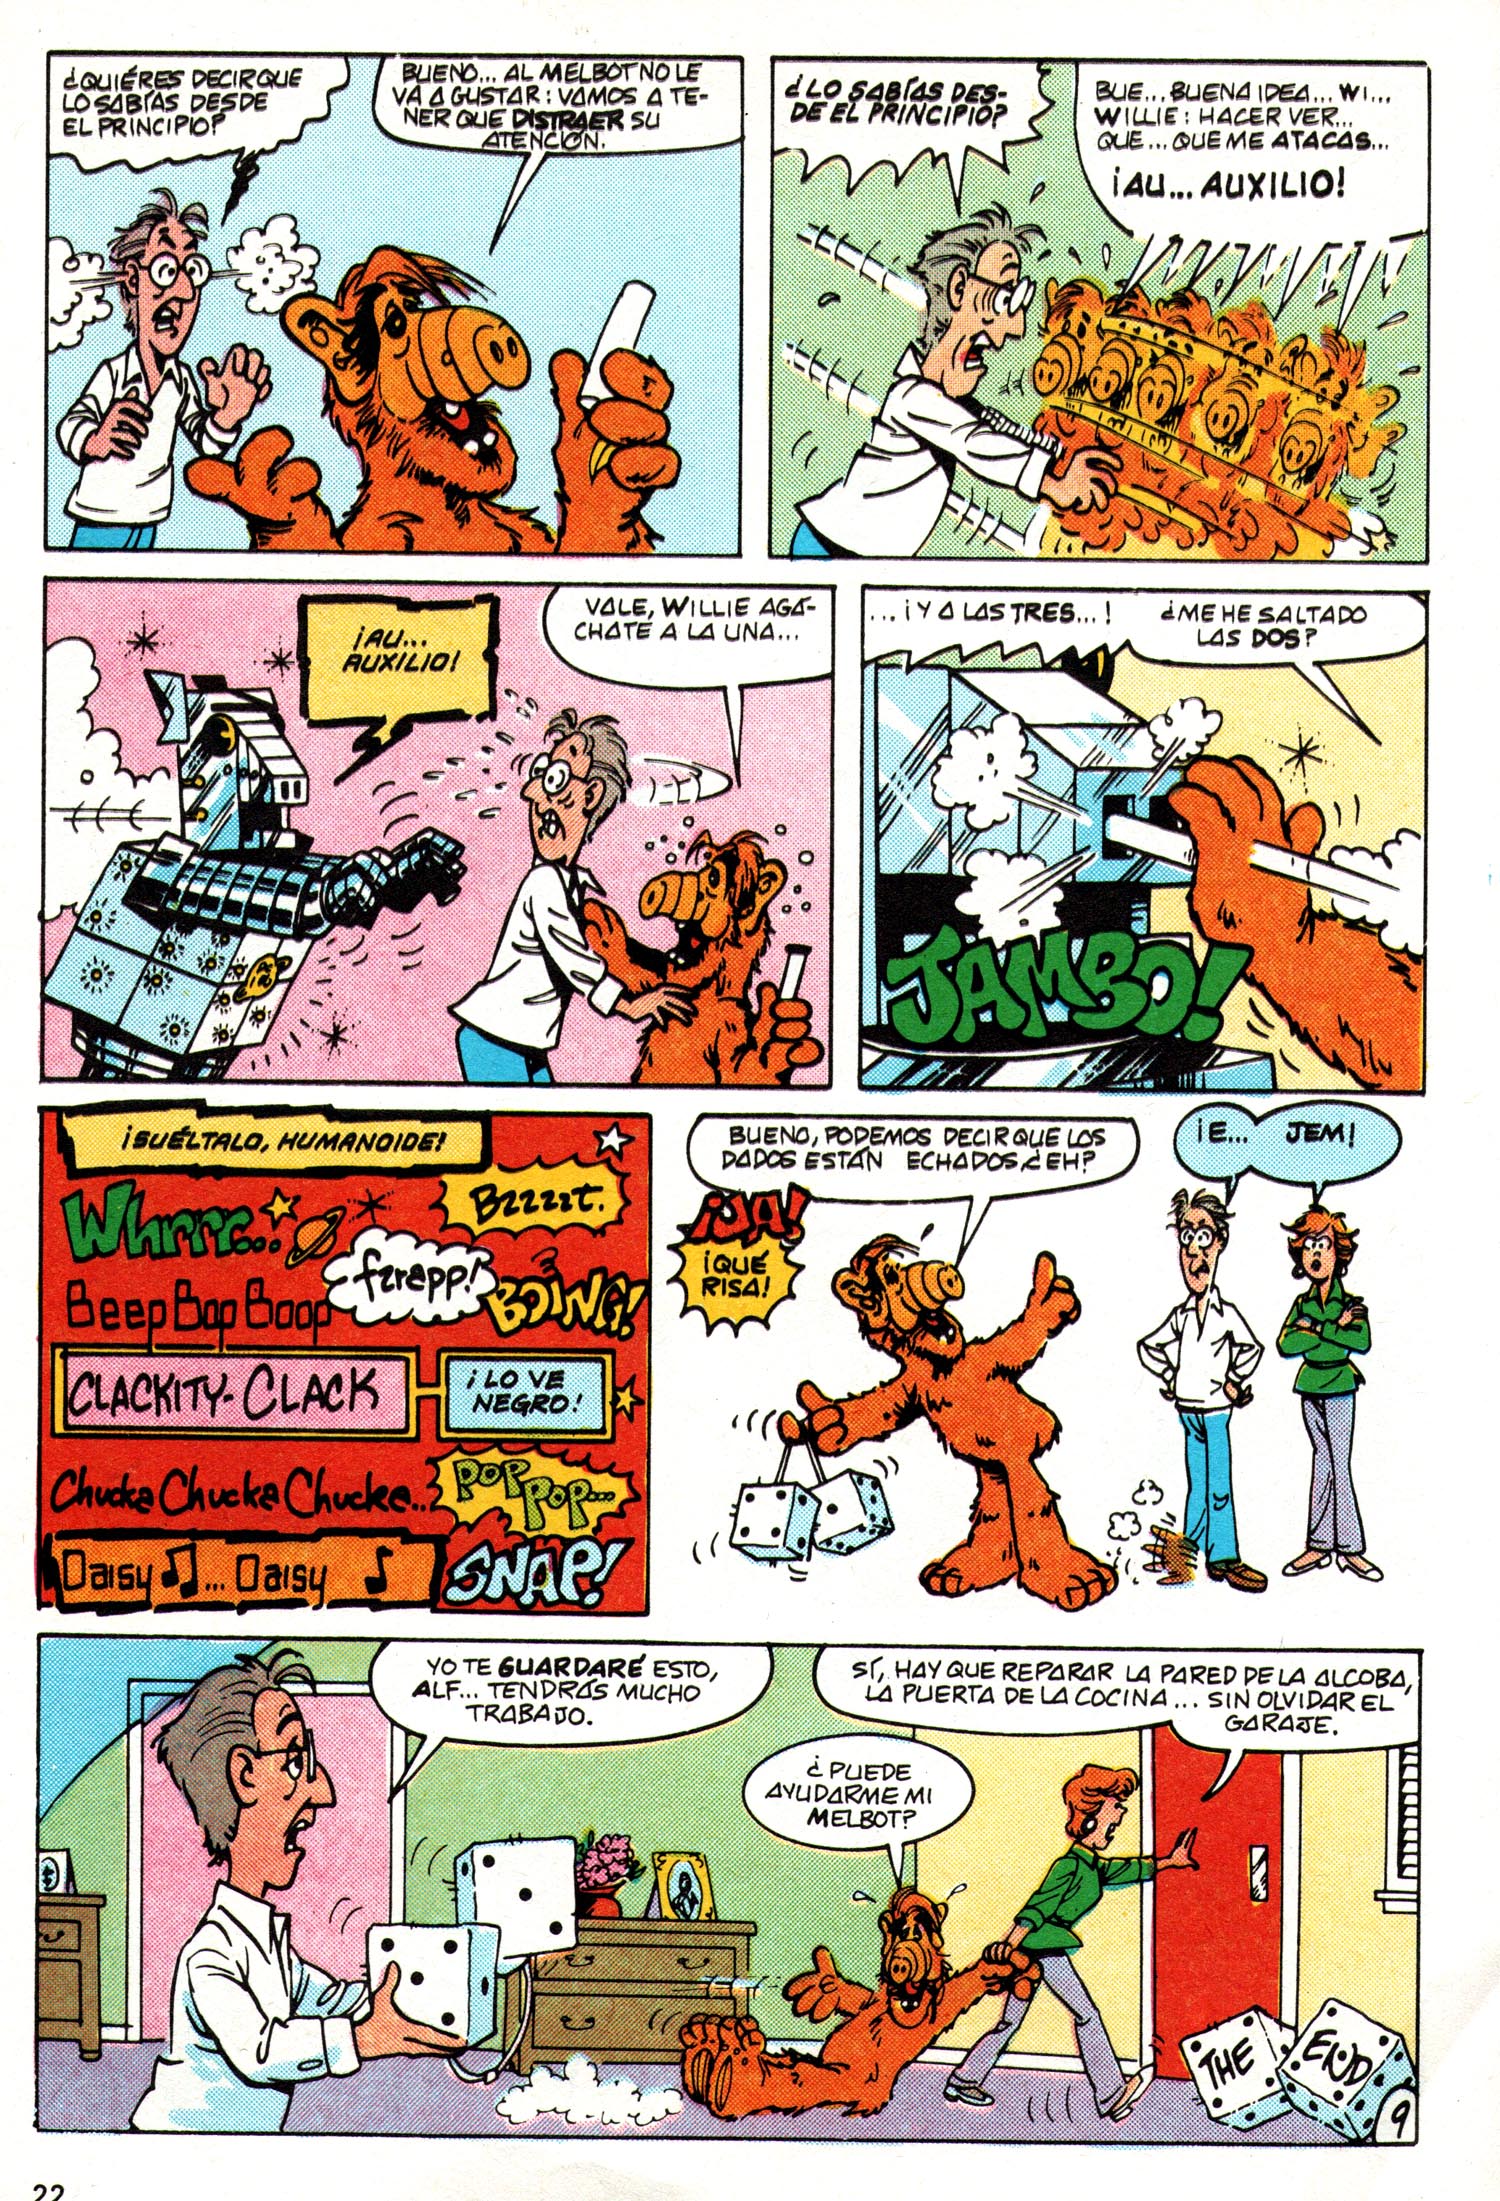 ¿QUIÉRES DECIR QUE
LO SABÍAS DESDE
EL PRINCIPIO?
BUENO... AL MELBOT NO LE
VA A GUSTAR: VAMOS A TE-
NER QUE DISTRAER SU
ATENCIÓN.
¿LO SABÍAS DES-
DE EL PRINCIPIO?
BUE... BUENA IDEA... WI...
WILLIE: HACER VER...
QUE... QUE ME ATACAS...
¡AU... AUXILIO!
¡AU...
AUXILIO!
VALE, WILLIE AGÁ-
CHATE A LA UNA...
...¡Y A LAS TRES...!
¿ME HE SALTADO
LAS DOS?
JAMBO!
¡SUÉLTALO, HUMANOIDE!
Whrrr...
Bzzzzt.
fzrapp!
Beep Bop Boop
BOING!
CLACKITY-CLACK
¡LO VE
NEGRO!
Chucka Chucka Chucka..
POP
POP...
Daisy ♫... Daisy ♪
SNAP!
BUENO, PODEMOS DECIR QUE LOS
DADOS ESTÁN ECHADOS, ¿EH?
¡JA!
¡QUÉ
RISA!
¡E... JEM!
YO TE GUARDARÉ ESTO,
ALF... TENDRÁS MUCHO
TRABAJO.
SÍ, HAY QUE REPARAR LA PARED DE LA ALCOBA,
LA PUERTA DE LA COCINA... SIN OLVIDAR EL
GARAJE.
¿PUEDE
AYUDARME MI
MELBOT?
THE END
9
22